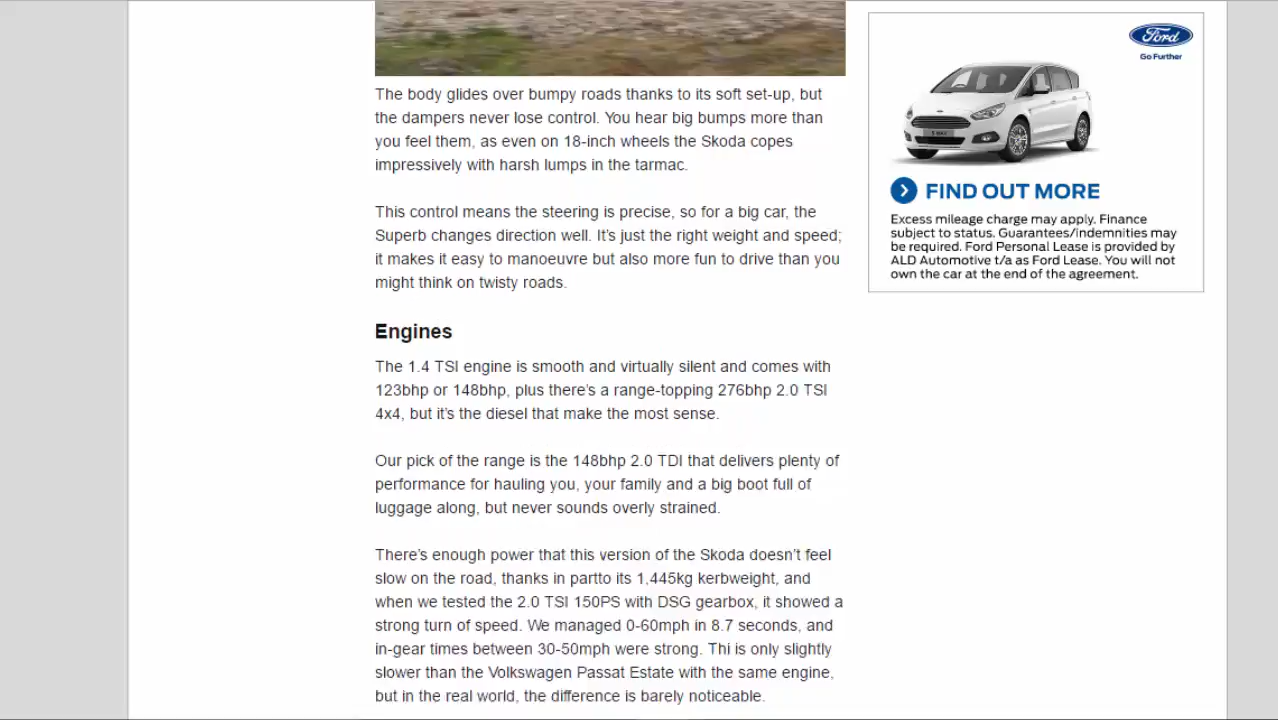 The body glides over bumpy roads thanks to its soft set-up, but
the dampers never lose control. You hear big bumps more than
you feel them, as even on 18-inch wheels the Skoda copes
impressively with harsh lumps in the tarmac.
This control means the steering is precise, so for a big car, the
Superb changes direction well. It's just the right weight and speed;
it makes it easy to manoeuvre but also more fun to drive than you
might think on twisty roads.
Engines
The 1.4 TSI engine is smooth and virtually silent and comes with
123bhp or 148bhp, plus there's a range-topping 276bhp 2.0 TSI
4x4, but it's the diesel that make the most sense.
Our pick of the range is the 148bhp 2.0 TDI that delivers plenty of
performance for hauling you, your family and a big boot full of
luggage along, but never sounds overly strained.
There's enough power that this version of the Skoda doesn't feel
slow on the road, thanks in partto its 1,445kg kerbweight, and
when we tested the 2.0 TSI 150PS with DSG gearbox, it showed a
strong turn of speed. We managed 0-60mph in 8.7 seconds, and
in-gear times between 30-50mph were strong. Thi is only slightly
slower than the Volkswagen Passat Estate with the same engine,
but in the real world, the difference is barely noticeable.
Ford
Go Further
S-MAX
FIND OUT MORE
Excess mileage charge may apply. Finance
subject to status. Guarantees/Indemnities may
be required. Ford Personal Lease is provided by
ALD Automotive t/a as Ford Lease. You will not
own the car at the end of the agreement.